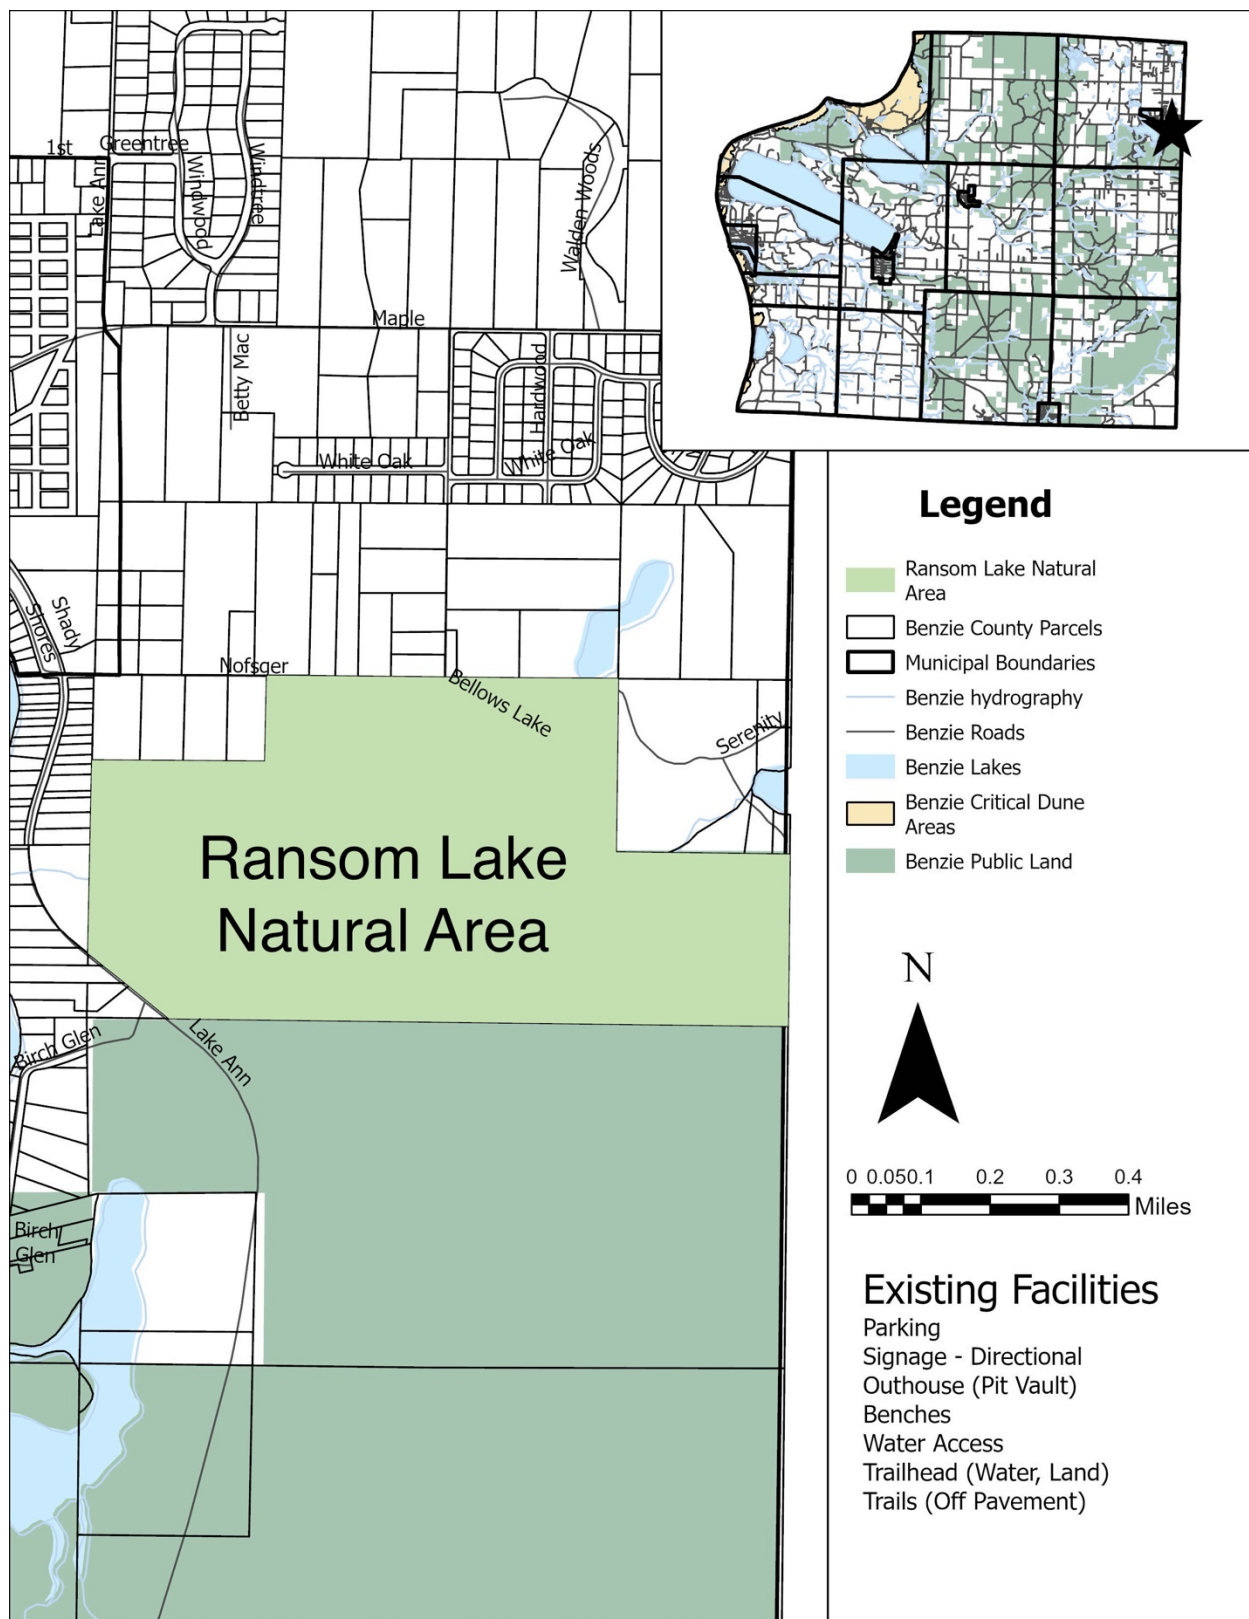 1st
Greentree
Lake Ann
Windwood
Windtree
Walden Woods
Maple
Betty Mac
Hardwood
White Oak
White Oak
Shady
Shores
Nofsger
Bellows Lake
Serenity
Ransom Lake
Natural Area
Birch Glen
Lake Ann
Birch
Glen
Legend
Ransom Lake Natural
Area
Benzie County Parcels
Municipal Boundaries
Benzie hydrography
Benzie Roads
Benzie Lakes
Benzie Critical Dune
Areas
Benzie Public Land
N
0 0.05 0.1 0.2 0.3 0.4
Miles
Existing Facilities
Parking
Signage - Directional
Outhouse (Pit Vault)
Benches
Water Access
Trailhead (Water, Land)
Trails (Off Pavement)